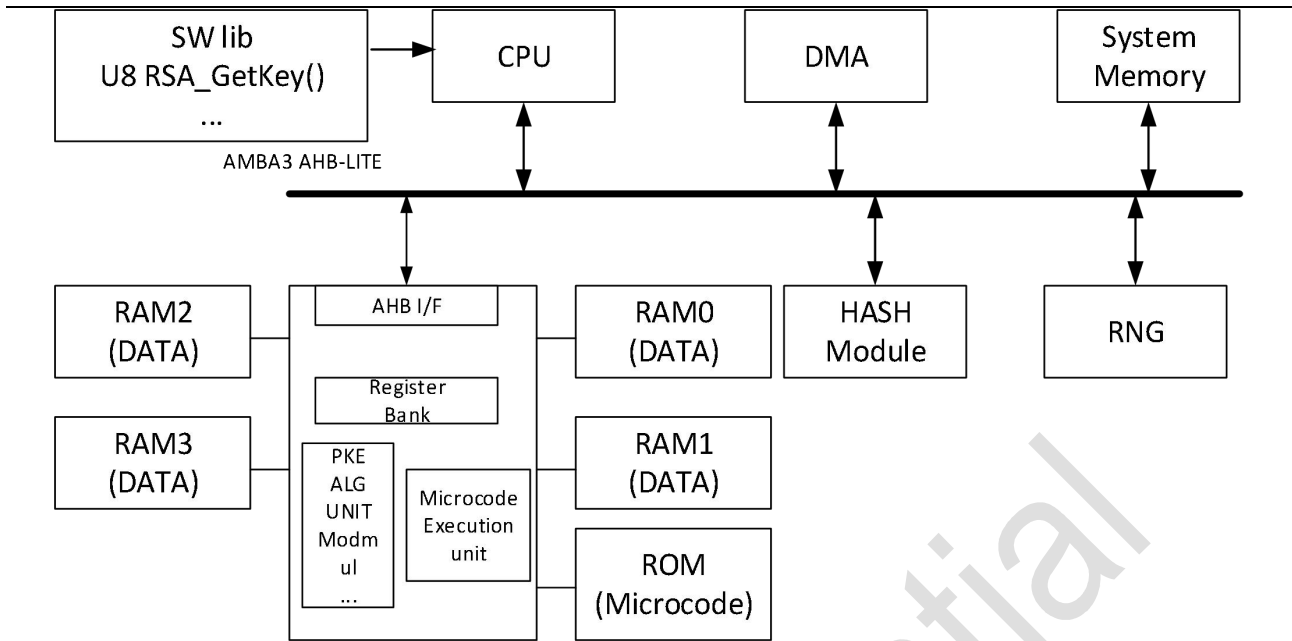 SW lib
U8 RSA_GetKey()
...
CPU
DMA
System
Memory
AMBA3 AHB-LITE
RAM2
(DATA)
AHB I/F
RAM0
(DATA)
HASH
Module
RNG
Register
Bank
RAM3
(DATA)
PKE
ALG
UNIT
Modm
ul
...
Microcode
Execution
unit
RAM1
(DATA)
ROM
(Microcode)
ntial